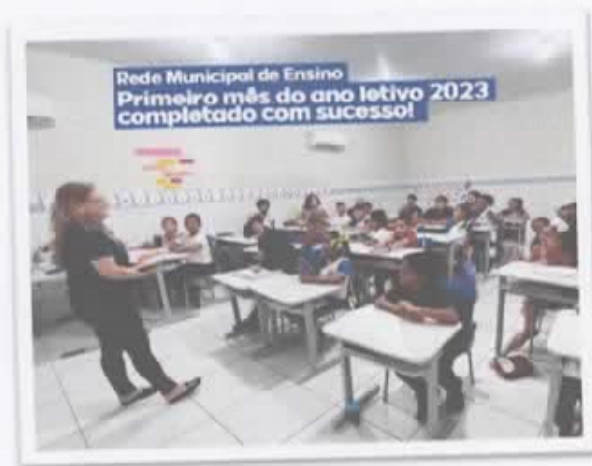 Rede Municipal de Ensino
Primeiro mês do ano letivo 2023
completado com sucesso!